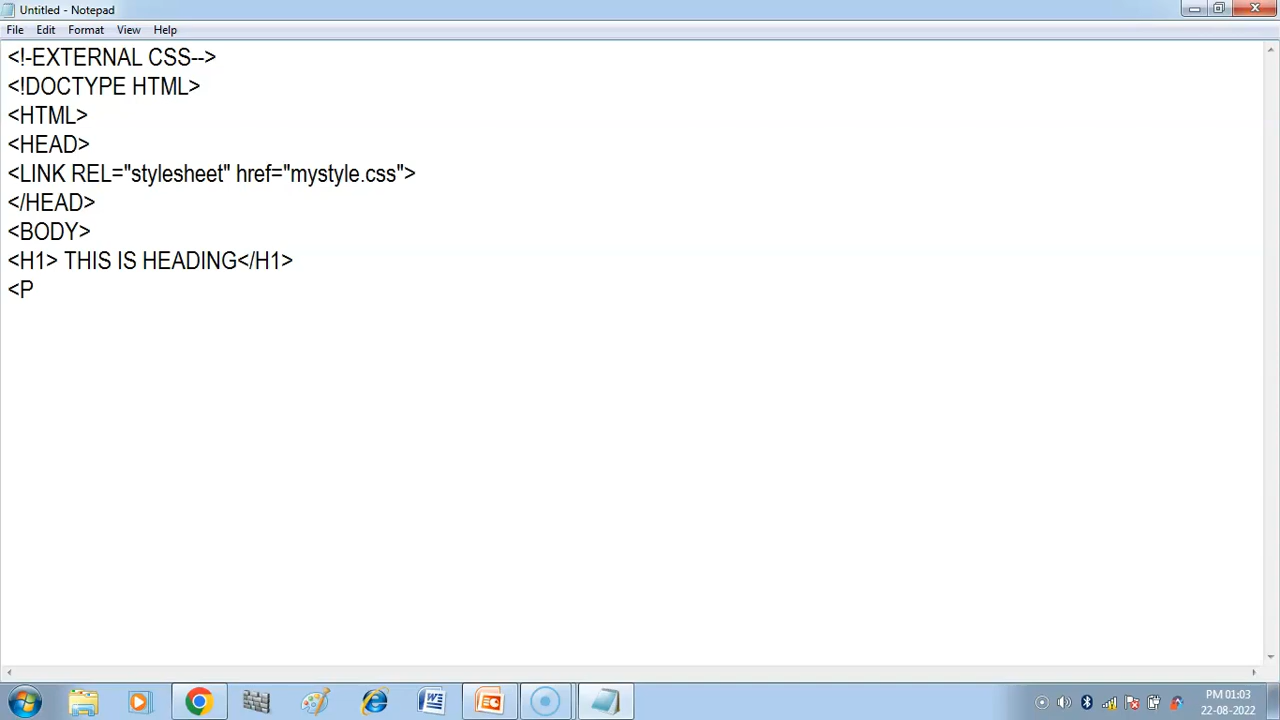 Untitled - Notepad
File Edit Format View Help
<!-EXTERNAL CSS-->
<!DOCTYPE HTML>
<HTML>
<HEAD>
<LINK REL="stylesheet" href="mystyle.css">
</HEAD>
<BODY>
<H1> THIS IS HEADING</H1>
<P
PM 01:03
22-08-2022